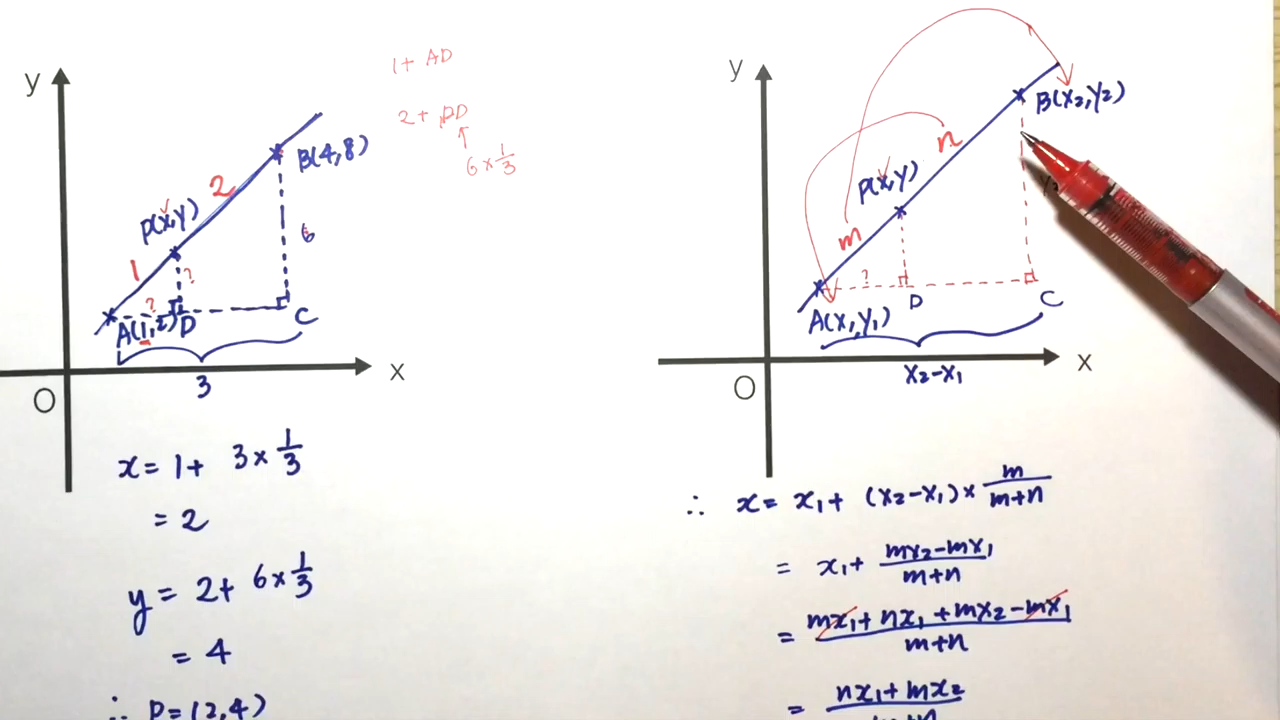 y
1 + AD
2 + PD
6 × 1/3
B(4,8)
2
P(x,y)
6
1
?
?
A(1,2)
D
C
x
O
3
x = 1 + 3 × 1/3
= 2
y = 2 + 6 × 1/3
= 4
∴ P = (2,4)
y
B(x₂,y₂)
n
P(x,y)
m
?
D
C
A(x₁,y₁)
x
O
x₂-x₁
∴ x = x₁ + (x₂-x₁) × m/m+n
= x₁ + mx₂-mx₁/m+n
= mx₁+nx₁+mx₂-mx₁/m+n
= nx₁+mx₂/m+n